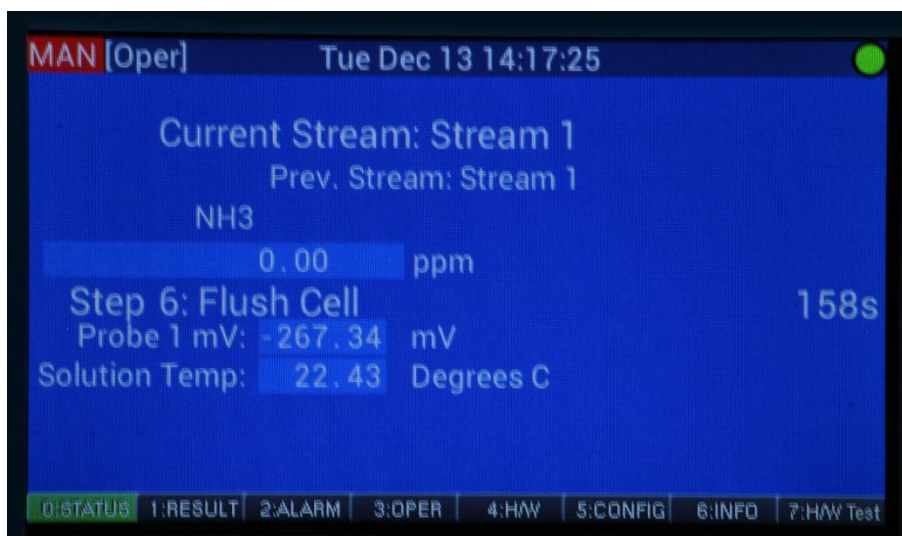 MAN [Oper] Tue Dec 13 14:17:25
Current Stream: Stream 1
Prev. Stream: Stream 1
NH3
0.00 ppm
Step 6: Flush Cell 158s
Probe 1 mV: -267.34 mV
Solution Temp: 22.43 Degrees C
0:STATUS 1:RESULT 2:ALARM 3:OPER 4:H/W 5:CONFIG 6:INFO 7:H/W Test